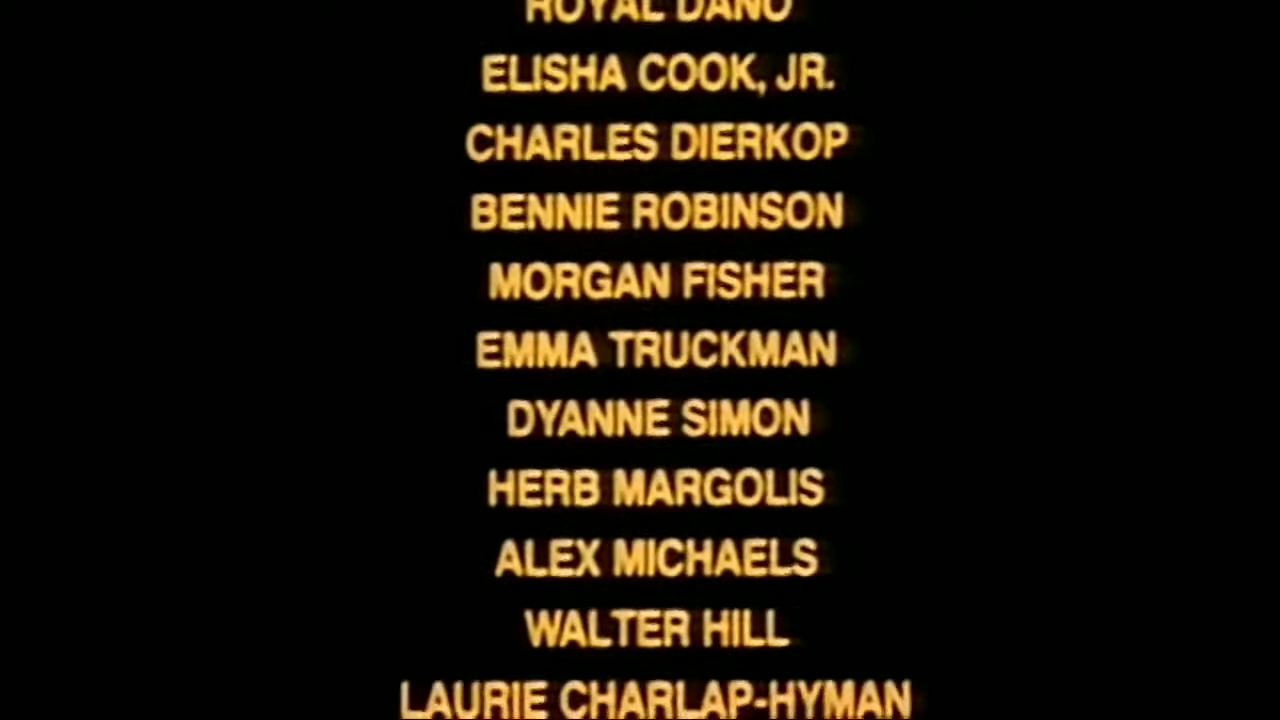 ROYAL DANO
ELISHA COOK, JR.
CHARLES DIERKOP
BENNIE ROBINSON
MORGAN FISHER
EMMA TRUCKMAN
DYANNE SIMON
HERB MARGOLIS
ALEX MICHAELS
WALTER HILL
LAURIE CHARLAP-HYMAN